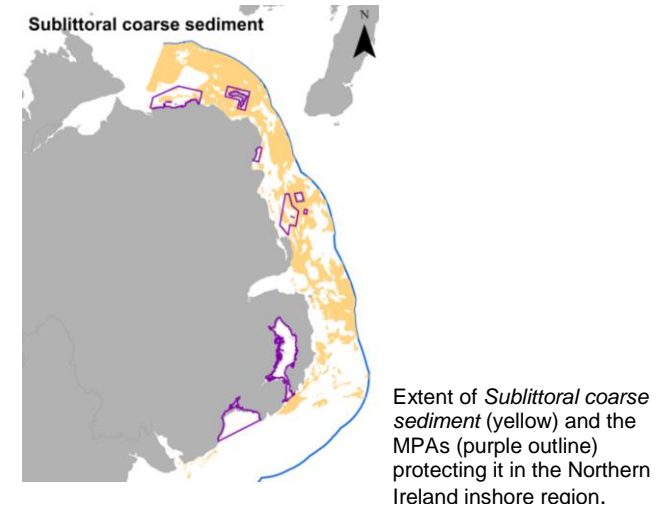 Sublittoral coarse sediment
N
Extent of Sublittoral coarse
sediment (yellow) and the
MPAs (purple outline)
protecting it in the Northern
Ireland inshore region.